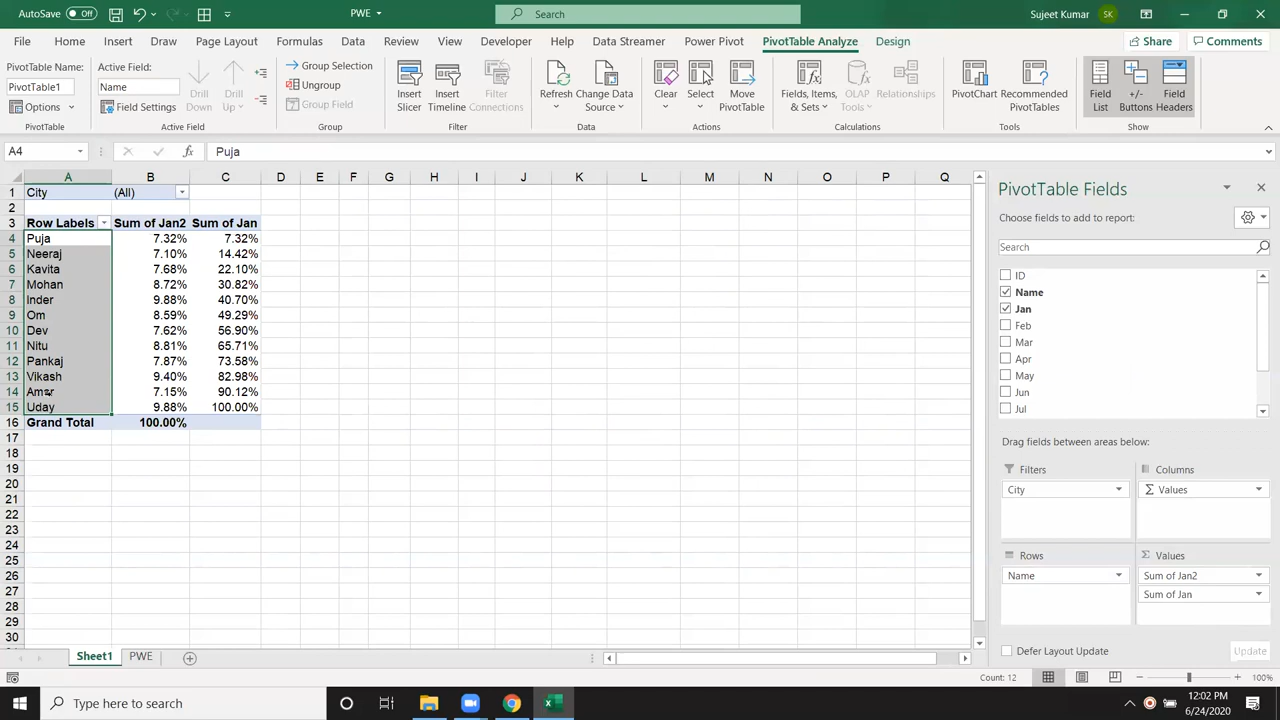 AutoSave Off PWE Search Sujeet Kumar SK
File Home Insert Draw Page Layout Formulas Data Review View Developer Help Data Streamer Power Pivot PivotTable Analyze Design Share Comments
PivotTable Name: Active Field: Group Selection
PivotTable1 Name Ungroup
Options Field Settings Drill Down Drill Up Group Field Insert Slicer Insert Timeline Filter Connections Refresh Change Data Source Clear Select Move PivotTable Fields, Items, & Sets OLAP Tools Relationships PivotChart Recommended PivotTables Field List +/- Buttons Field Headers
PivotTable Active Field Group Filter Data Actions Calculations Tools Show
A4 fx Puja
A B C D E F G H I J K L M N O P Q
1 City (All)
2
3 Row Labels Sum of Jan2 Sum of Jan
4 Puja 7.32% 7.32%
5 Neeraj 7.10% 14.42%
6 Kavita 7.68% 22.10%
7 Mohan 8.72% 30.82%
8 Inder 9.88% 40.70%
9 Om 8.59% 49.29%
10 Dev 7.62% 56.90%
11 Nitu 8.81% 65.71%
12 Pankaj 7.87% 73.58%
13 Vikash 9.40% 82.98%
14 7.15% 90.12%
15 Uday 9.88% 100.00%
16 Grand Total 100.00%
17
18
19
20
21
22
23
24
25
26
27
28
29
30
PivotTable Fields
Choose fields to add to report:
Search
ID
Name
Jan
Feb
Mar
Apr
May
Jun
Jul
Drag fields between areas below:
Filters Columns
City Σ Values
Rows Σ Values
Name Sum of Jan2
Sum of Jan
Defer Layout Update Update
Sheet1 PWE
Count: 12 100%
Type here to search
12:02 PM
6/24/2020